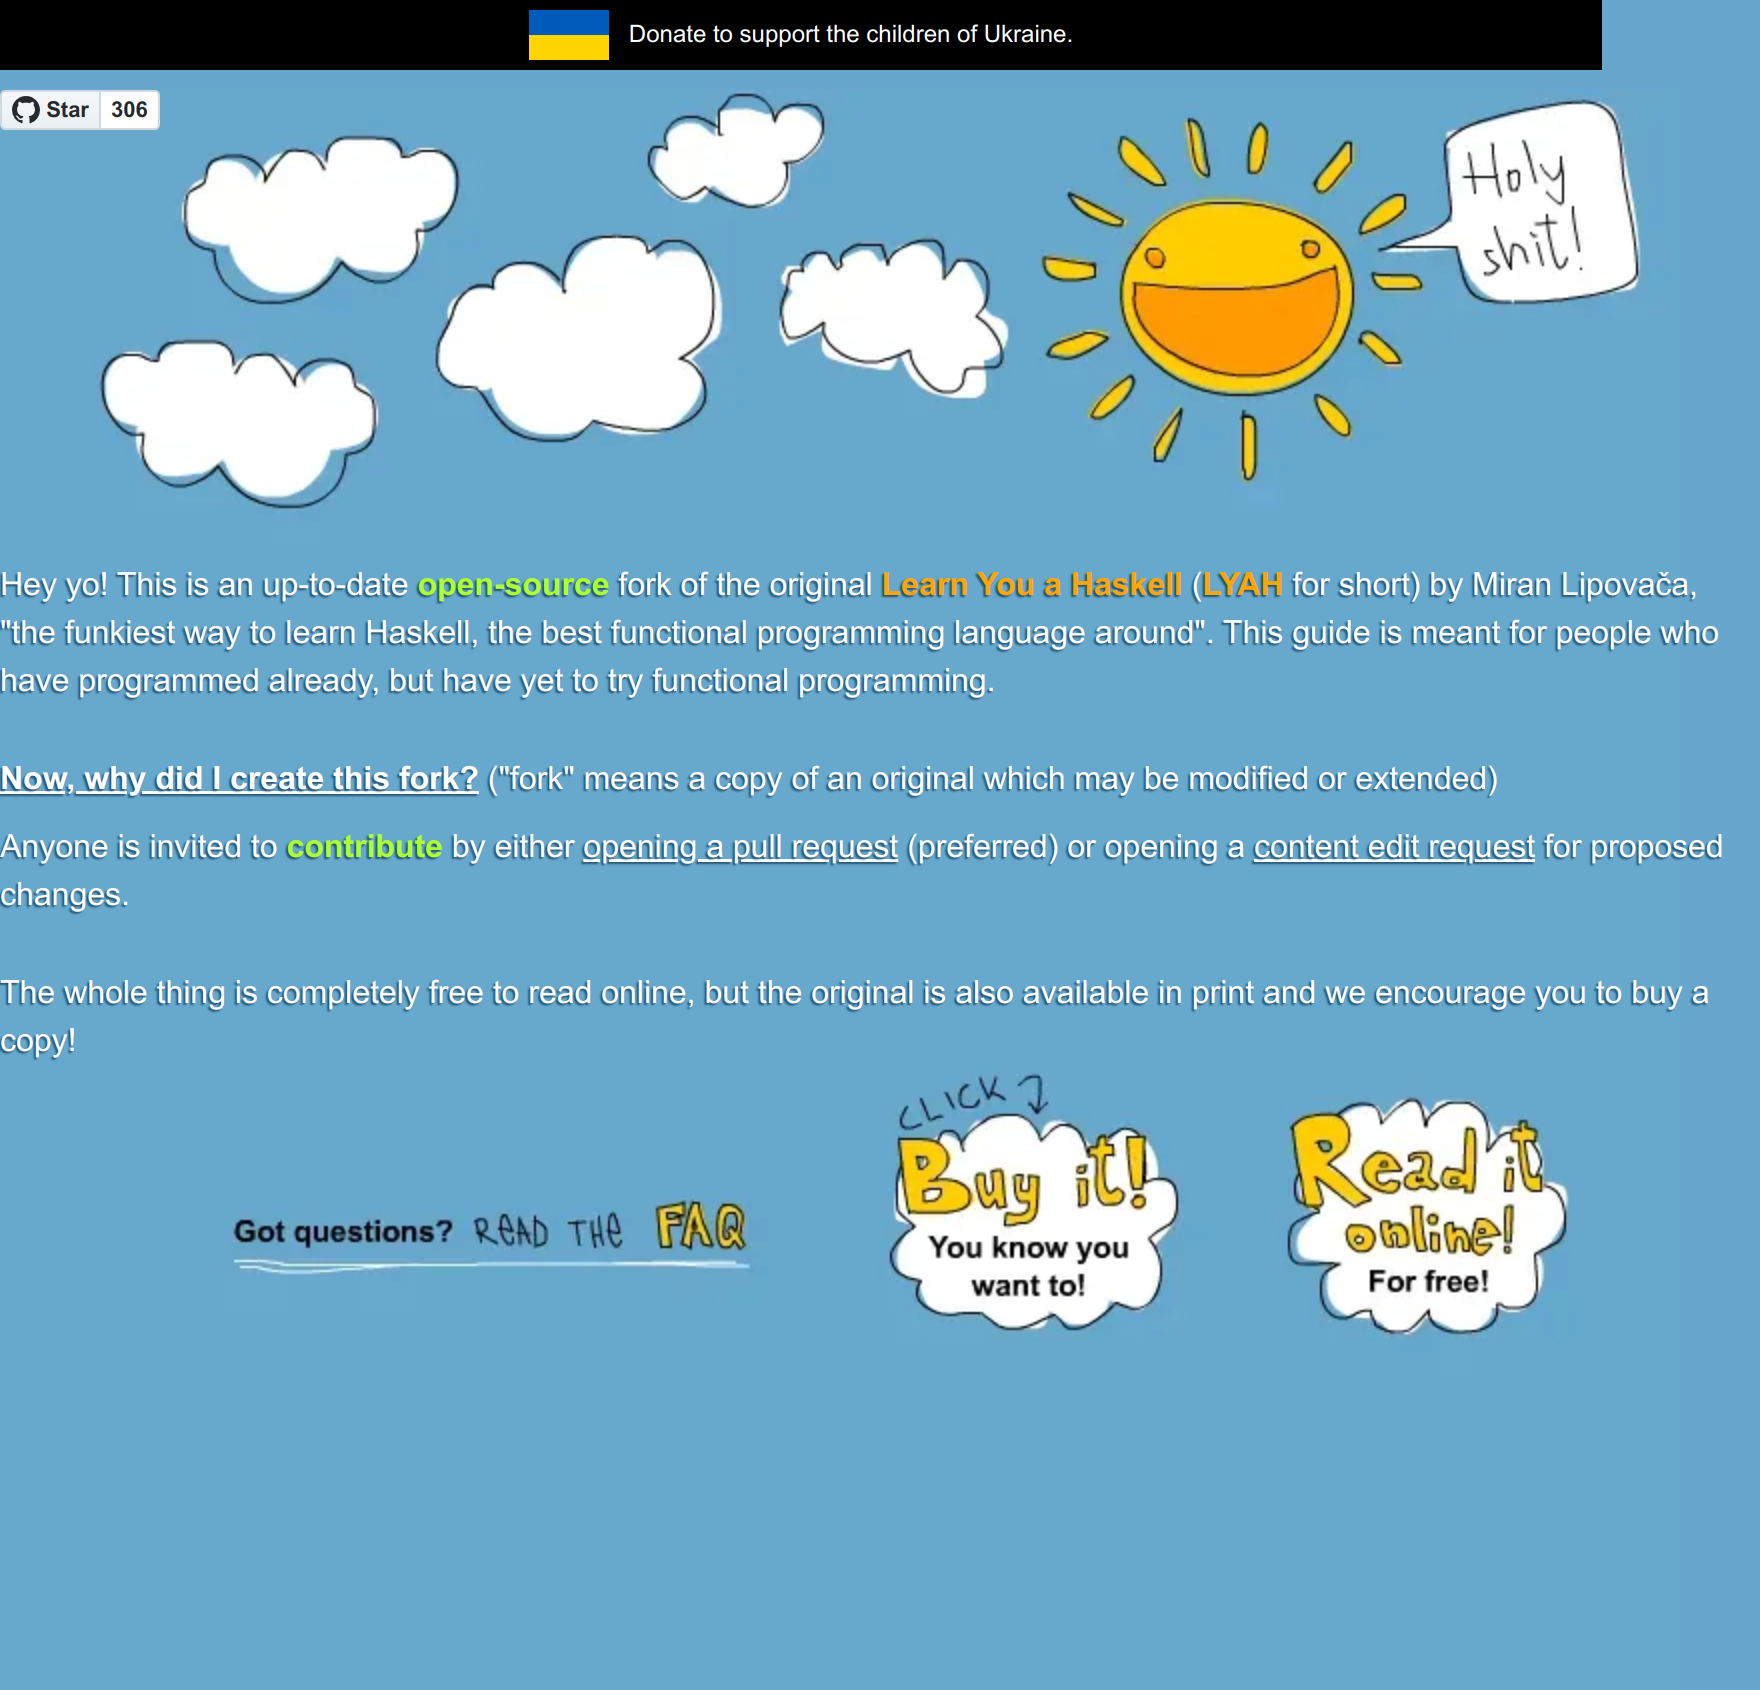 Donate to support the children of Ukraine.
Star 306
Holy
shit!
Hey yo! This is an up-to-date open-source fork of the original Learn You a Haskell (LYAH for short) by Miran Lipovača,
"the funkiest way to learn Haskell, the best functional programming language around". This guide is meant for people who
have programmed already, but have yet to try functional programming.
Now, why did I create this fork? ("fork" means a copy of an original which may be modified or extended)
Anyone is invited to contribute by either opening a pull request (preferred) or opening a content edit request for proposed
changes.
The whole thing is completely free to read online, but the original is also available in print and we encourage you to buy a
copy!
Got questions? READ THE FAQ
CLICK
Buy it!
You know you
want to!
Read it
online!
For free!